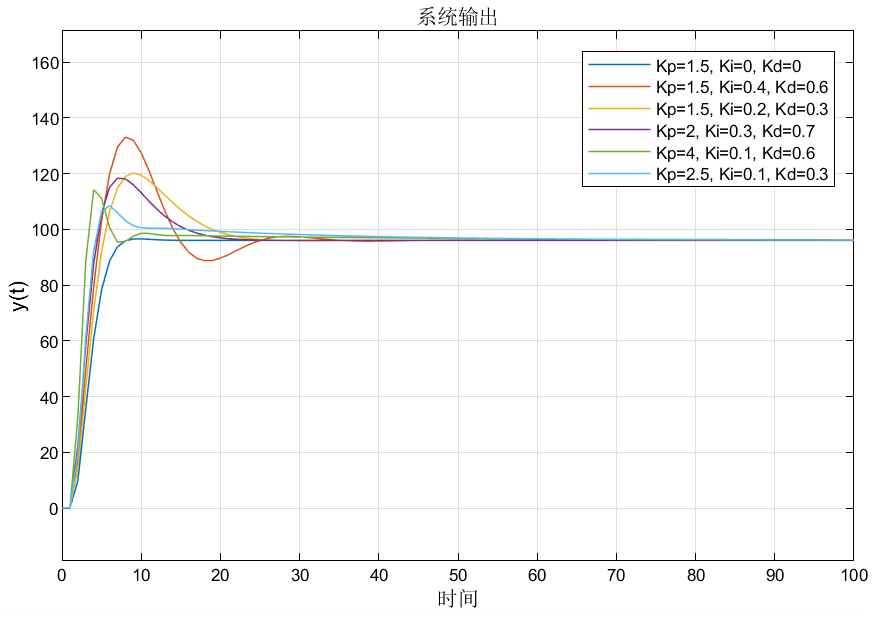 系统输出
Kp=1.5, Ki=0, Kd=0
Kp=1.5, Ki=0.4, Kd=0.6
Kp=1.5, Ki=0.2, Kd=0.3
Kp=2, Ki=0.3, Kd=0.7
Kp=4, Ki=0.1, Kd=0.6
Kp=2.5, Ki=0.1, Kd=0.3
y(t)
160
140
120
100
80
60
40
20
0
0 10 20 30 40 50 60 70 80 90 100
时间